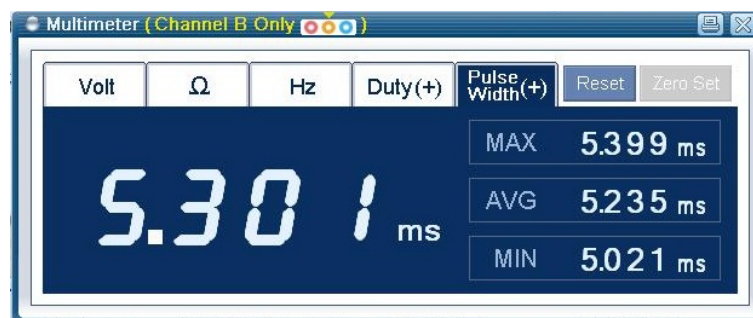 Multimeter (Channel B Only )
Volt Ω Hz Duty(+) Pulse Width(+) Reset Zero Set
5.301 ms
MAX 5.399 ms
AVG 5.235 ms
MIN 5.021 ms